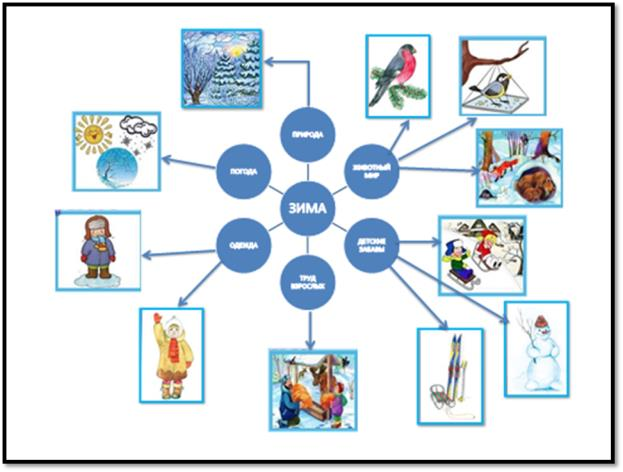 ПРИРОДА
ПОГОДА
ЖИВОТНЫЙ
МИР
ЗИМА
ОДЕЖДА
ДЕТСКИЕ
ЗАБАВЫ
ТРУД
ВЗРОСЛЫХ